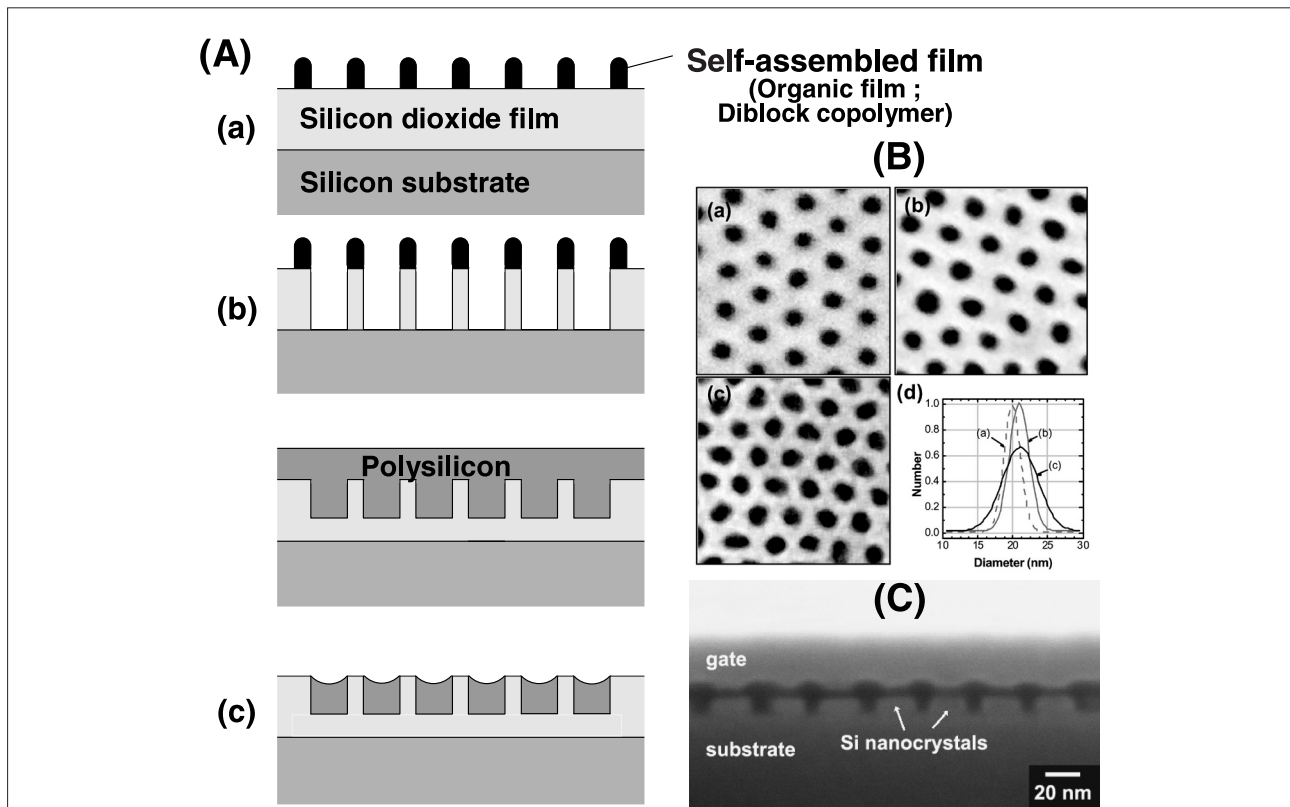 (A)
Self-assembled film
(Organic film ;
Diblock copolymer)
(a)
Silicon dioxide film
Silicon substrate
(b)
Polysilicon
(c)
(B)
(a)
(b)
(c)
(d)
1.0
0.8
0.6
0.4
0.2
0.0
Number
(a)
(b)
(c)
10 15 20 25 30
Diameter (nm)
(C)
gate
Si nanocrystals
substrate
20 nm